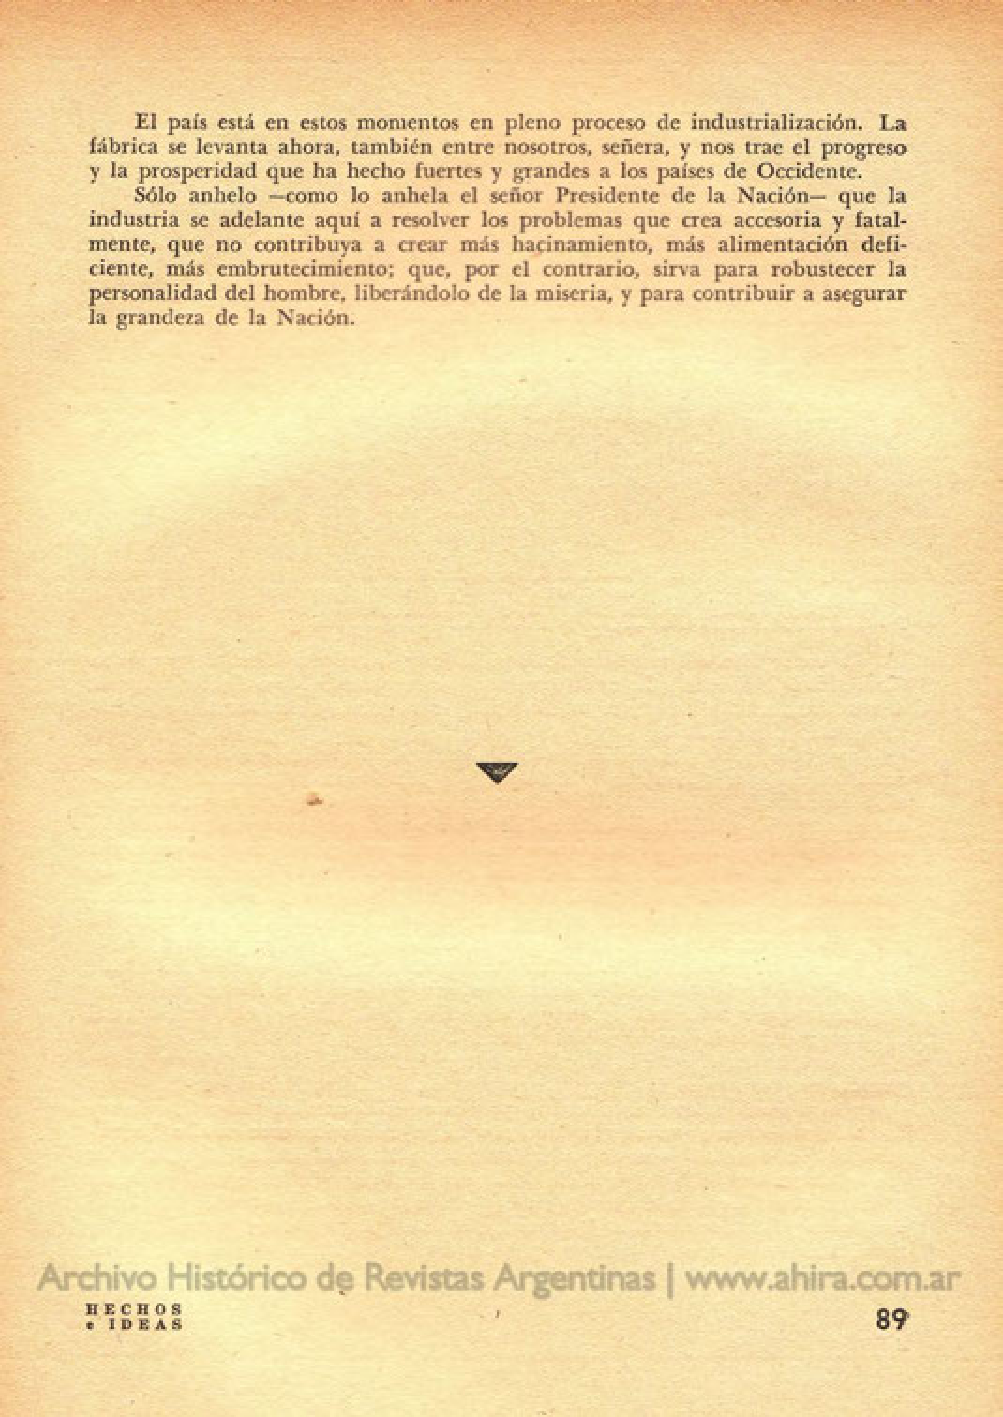 El país está en estos momentos en pleno proceso de industrialización. La
fábrica se levanta ahora, también entre nosotros, señera, y nos trae el progreso
y la prosperidad que ha hecho fuertes y grandes a los países de Occidente.
Sólo anhelo —como lo anhela el señor Presidente de la Nación— que la
industria se adelante aquí a resolver los problemas que crea accesoria y fatal-
mente, que no contribuya a crear más hacinamiento, más alimentación defi-
ciente, más embrutecimiento; que, por el contrario, sirva para robustecer la
personalidad del hombre, liberándolo de la miseria, y para contribuir a asegurar
la grandeza de la Nación.
Archivo Histórico de Revistas Argentinas | www.ahira.com.ar
HECHOS
e IDEAS
89